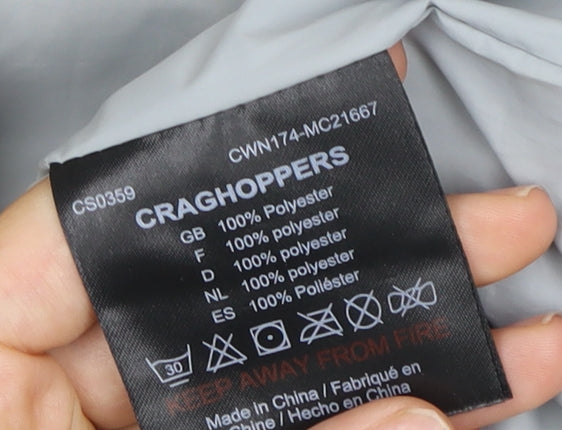 CS0359 CWN174-MC21667
CRAGHOPPERS
GB 100% Polyester
F 100% polyester
D 100% polyester
NL 100% polyester
ES 100% Poliéster
30
KEEP AWAY FROM FIRE
Made in China / Fabriqué en
Chine / Hecho en China